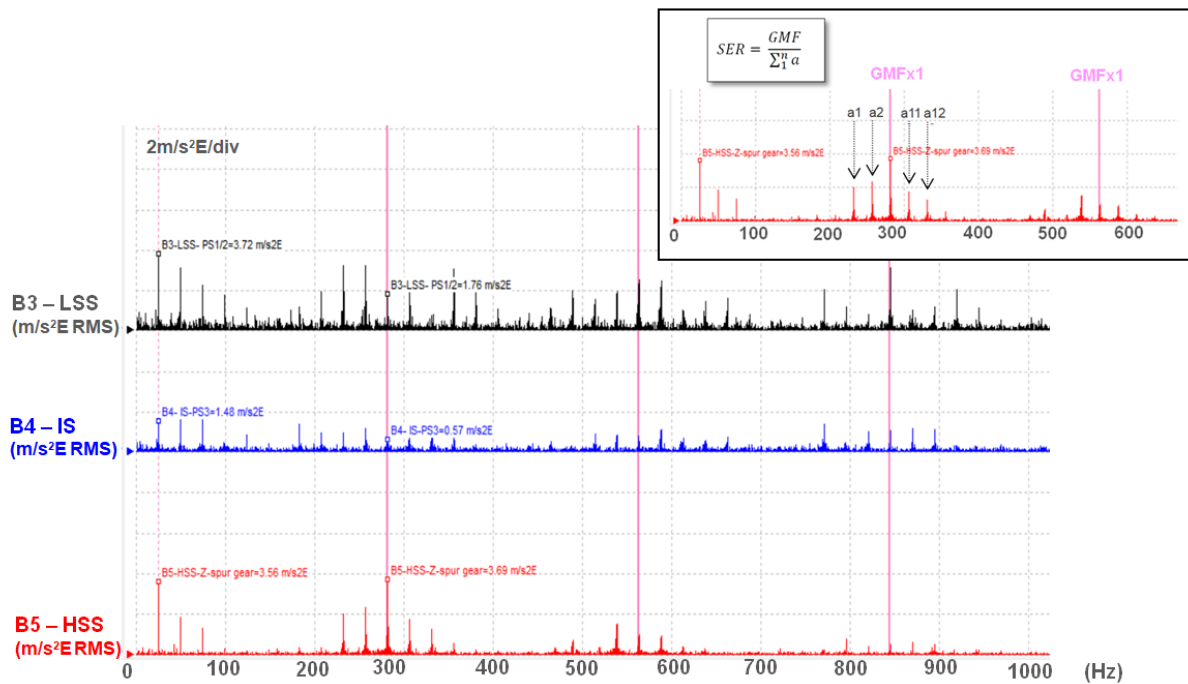 SER = GMF / ∑₁ⁿ a
GMFx1 GMFx1
a1 a2 a11 a12
B5-HSS-Z-spur gear=3.56 m/s2E B5-HSS-Z-spur gear=3.69 m/s2E
0 100 200 300 400 500 600
2m/s²E/div
B3-LSS- PS1/2=3.72 m/s2E
B3-LSS- PS1/2=1.76 m/s2E
B3 – LSS
(m/s²E RMS)
B4- IS-PS3=1.48 m/s2E
B4- IS-PS3=0.57 m/s2E
B4 – IS
(m/s²E RMS)
B5-HSS-Z-spur gear=3.56 m/s2E B5-HSS-Z-spur gear=3.69 m/s2E
B5 – HSS
(m/s²E RMS)
0 100 200 300 400 500 600 700 800 900 1000 (Hz)